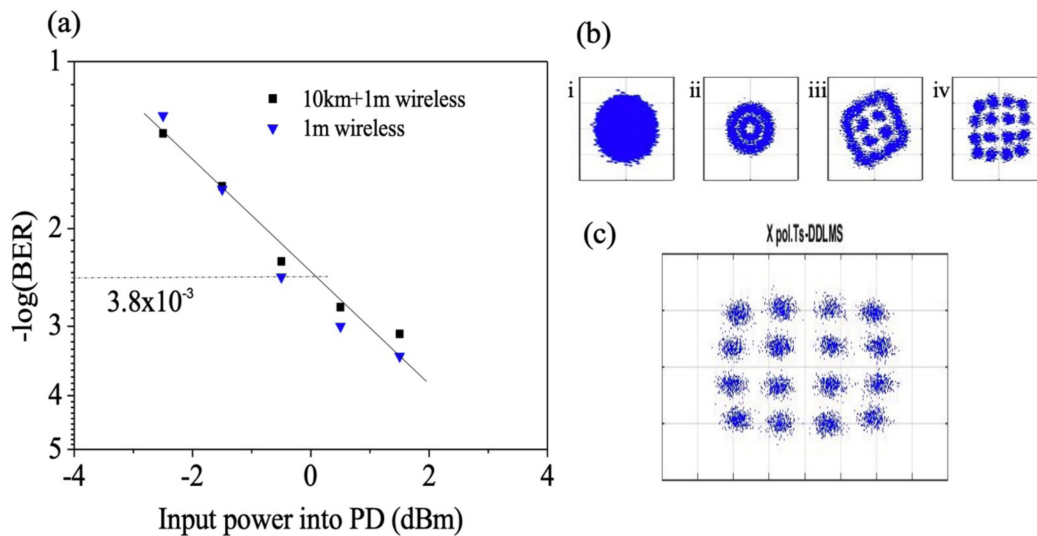 (a)
1
2
3
4
5
-4
-2
0
2
4
-log(BER)
Input power into PD (dBm)
10km+1m wireless
1m wireless
3.8x10-3
(b)
i
ii
iii
iv
(c)
X pol.Ts-DDLMS